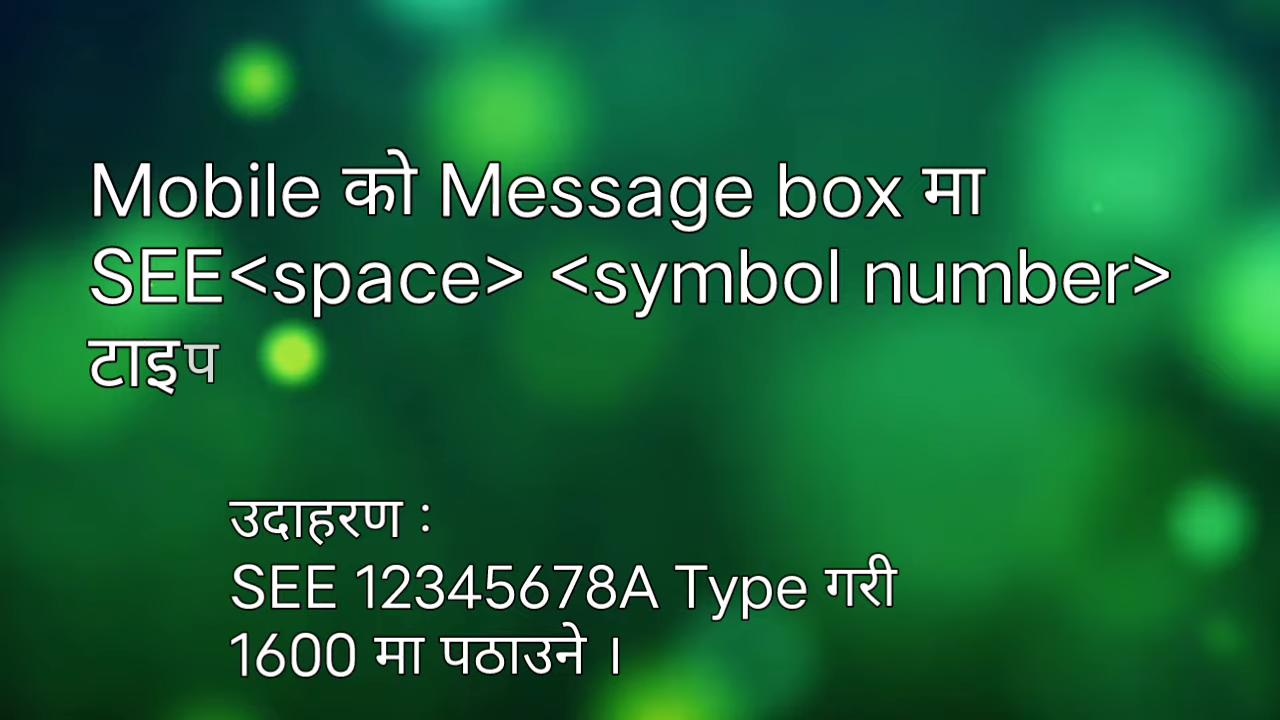 Mobile को Message box मा
SEE<space> <symbol number>
टाइप
उदाहरण :
SEE 12345678A Type गरी
1600 मा पठाउने ।